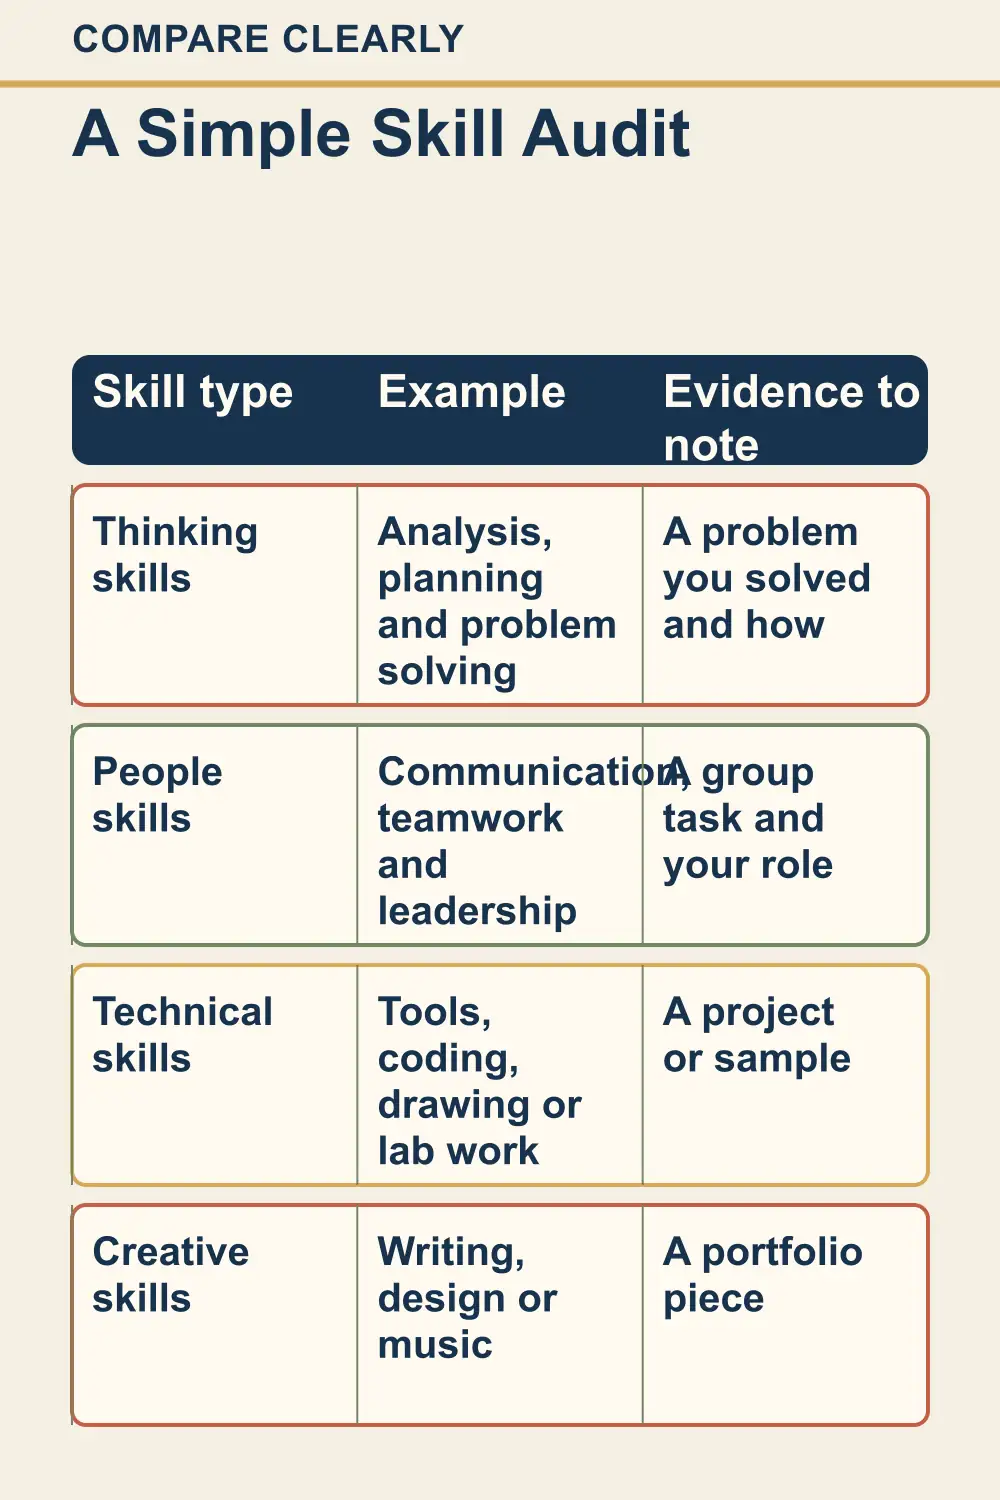 COMPARE CLEARLY
A Simple Skill Audit
Skill type
Example
Evidence to
note
Thinking
skills
Analysis,
planning
and problem
solving
A problem
you solved
and how
People
skills
Communication,
teamwork
and
leadership
A group
task and
your role
Technical
skills
Tools,
coding,
drawing or
lab work
A project
or sample
Creative
skills
Writing,
design or
music
A portfolio
piece